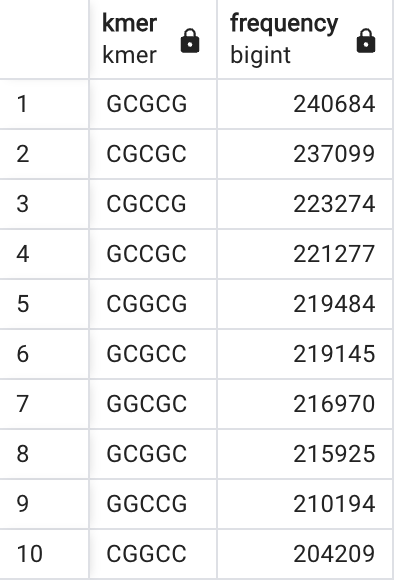 kmer frequency
kmer bigint
1 GCGCG 240684
2 CGCGC 237099
3 CGCCG 223274
4 GCCGC 221277
5 CGGCG 219484
6 GCGCC 219145
7 GGCGC 216970
8 GCGGC 215925
9 GGCCG 210194
10 CGGCC 204209